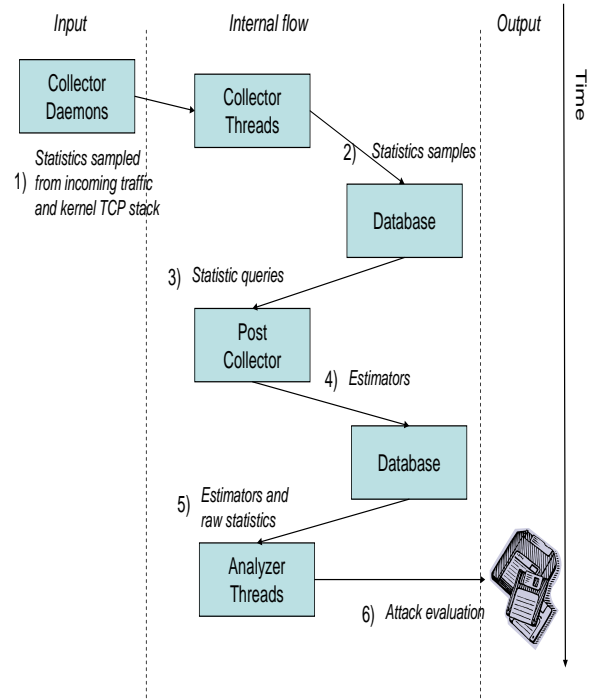 Input
Internal flow
Output
Time
Collector
Daemons
Collector
Threads
1)
Statistics sampled
from incoming traffic
and kernel TCP stack
2)
Statistics samples
Database
3)
Statistic queries
Post
Collector
4)
Estimators
Database
5)
Estimators and
raw statistics
Analyzer
Threads
6)
Attack evaluation